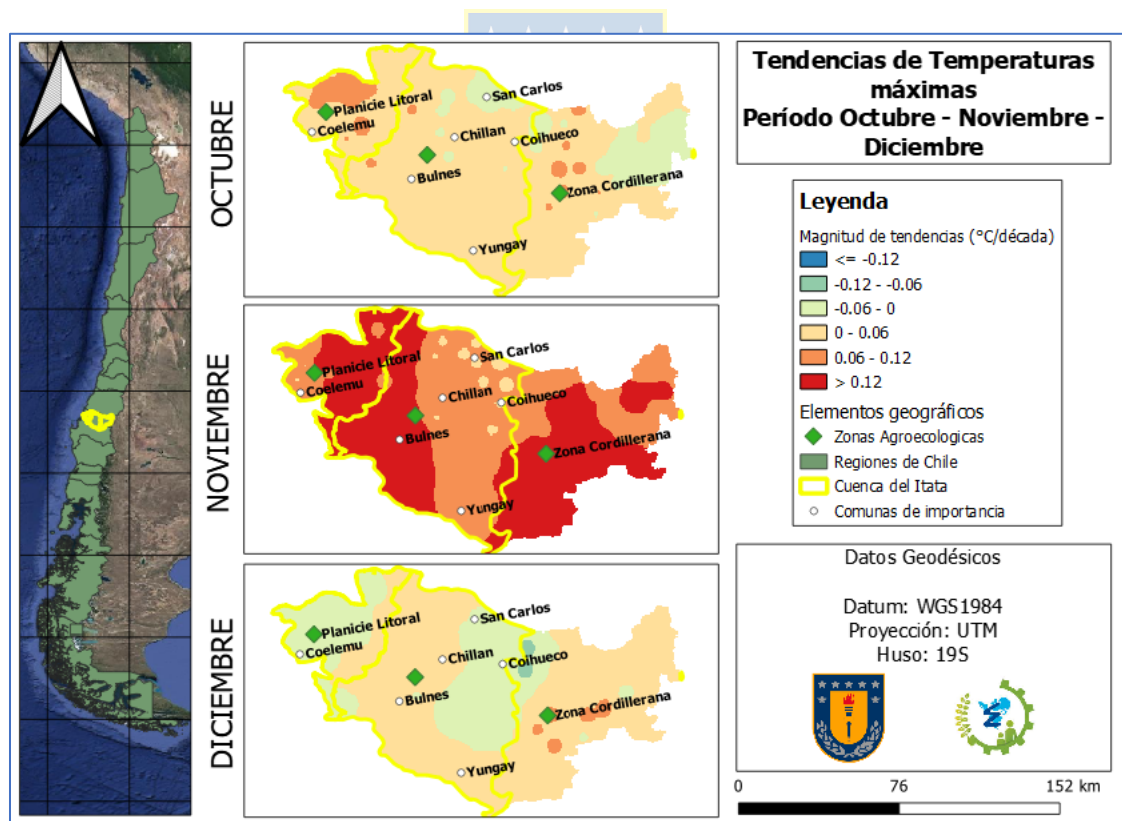 OCTUBRE
San Carlos
Planicie Litoral
Coelemu
Chillan
Coihueco
Bulnes
Zona Cordillerana
Yungay
NOVIEMBRE
San Carlos
Planicie Litoral
Coelemu
Chillan
Coihueco
Bulnes
Zona Cordillerana
Yungay
DICIEMBRE
San Carlos
Planicie Litoral
Coelemu
Chillan
Coihueco
Bulnes
Zona Cordillerana
Yungay
Tendencias de Temperaturas
máximas
Período Octubre - Noviembre -
Diciembre
Leyenda
Magnitud de tendencias (°C/década)
<= -0.12
-0.12 - -0.06
-0.06 - 0
0 - 0.06
0.06 - 0.12
> 0.12
Elementos geográficos
Zonas Agroecologicas
Regiones de Chile
Cuenca del Itata
Comunas de importancia
Datos Geodésicos
Datum: WGS1984
Proyección: UTM
Huso: 19S
0 76 152 km